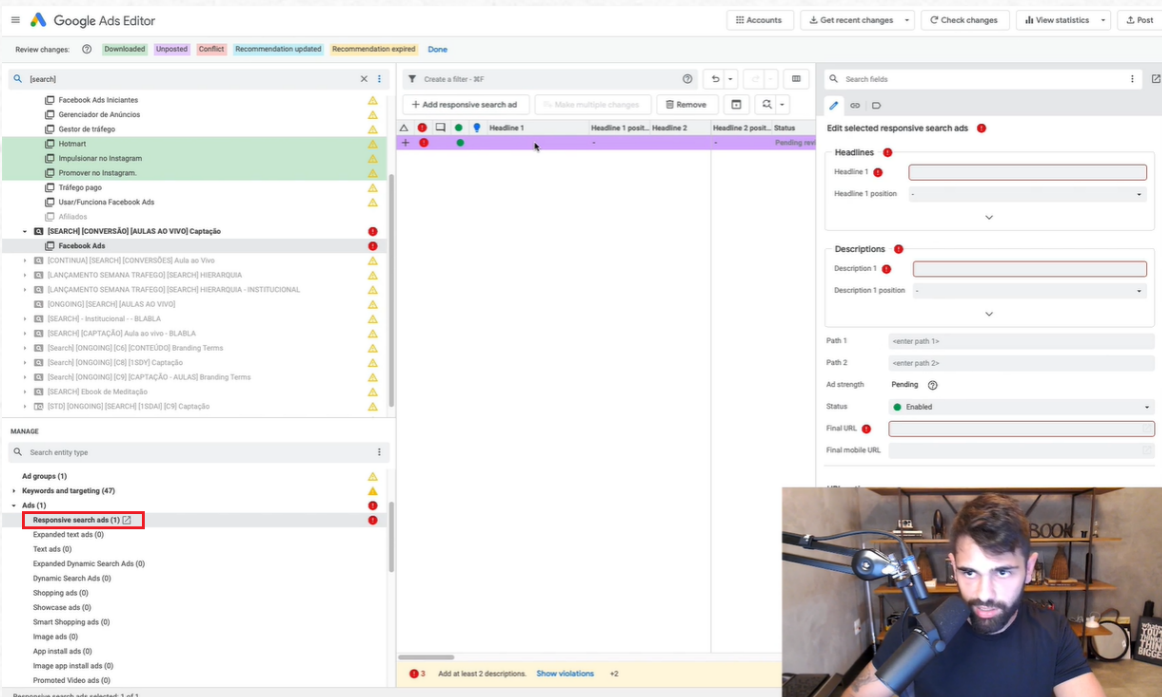 Google Ads Editor
Accounts
Get recent changes
Check changes
View statistics
Post
Review changes:
Downloaded
Unposted
Conflict
Recommendation updated
Recommendation expired
Done
[search]
Facebook Ads Iniciantes
Gerenciador de Anúncios
Gestor de tráfego
Hotmart
Impulsionar no Instagram
Promover no Instagram.
Tráfego pago
Usar/Funciona Facebook Ads
Afiliados
[SEARCH] [CONVERSÃO] [AULAS AO VIVO] Captação
Facebook Ads
[CONTINUA] [SEARCH] [CONVERSÕES] Aula ao Vivo
[LANÇAMENTO SEMANA TRAFEGO] [SEARCH] HIERARQUIA
[LANÇAMENTO SEMANA TRAFEGO] [SEARCH] HIERARQUIA - INSTITUCIONAL
[ONGOING] [SEARCH] [AULAS AO VIVO]
[SEARCH] - Institucional - - BLABLA
[SEARCH] [CAPTAÇÃO] Aula ao vivo - BLABLA
[Search] [ONGOING] [C6] [CONTEÚDO] Branding Terms
[Search] [ONGOING] [C8] [1SDY] Captação
[Search] [ONGOING] [C9] [CAPTAÇÃO - AULAS] Branding Terms
[SEARCH] Ebook de Meditação
[STD] [ONGOING] [SEARCH] [1SDAI] [C9] Captação
MANAGE
Search entity type
Ad groups (1)
Keywords and targeting (47)
Ads (1)
Responsive search ads (1)
Expanded text ads (0)
Text ads (0)
Expanded Dynamic Search Ads (0)
Dynamic Search Ads (0)
Shopping ads (0)
Showcase ads (0)
Smart Shopping ads (0)
Image ads (0)
App install ads (0)
Image app install ads (0)
Promoted Video ads (0)
Responsive search ads selected: 1 of 1
Create a filter - ⌘F
Add responsive search ad
Make multiple changes
Remove
Headline 1
Headline 1 posit...
Headline 2
Headline 2 posit...
Status
-
-
Pending rev
3
Add at least 2 descriptions.
Show violations
+2
Search fields
Edit selected responsive search ads
Headlines
Headline 1
Headline 1 position
-
Descriptions
Description 1
Description 1 position
-
Path 1
<enter path 1>
Path 2
<enter path 2>
Ad strength
Pending
Status
Enabled
Final URL
Final mobile URL
BOOK